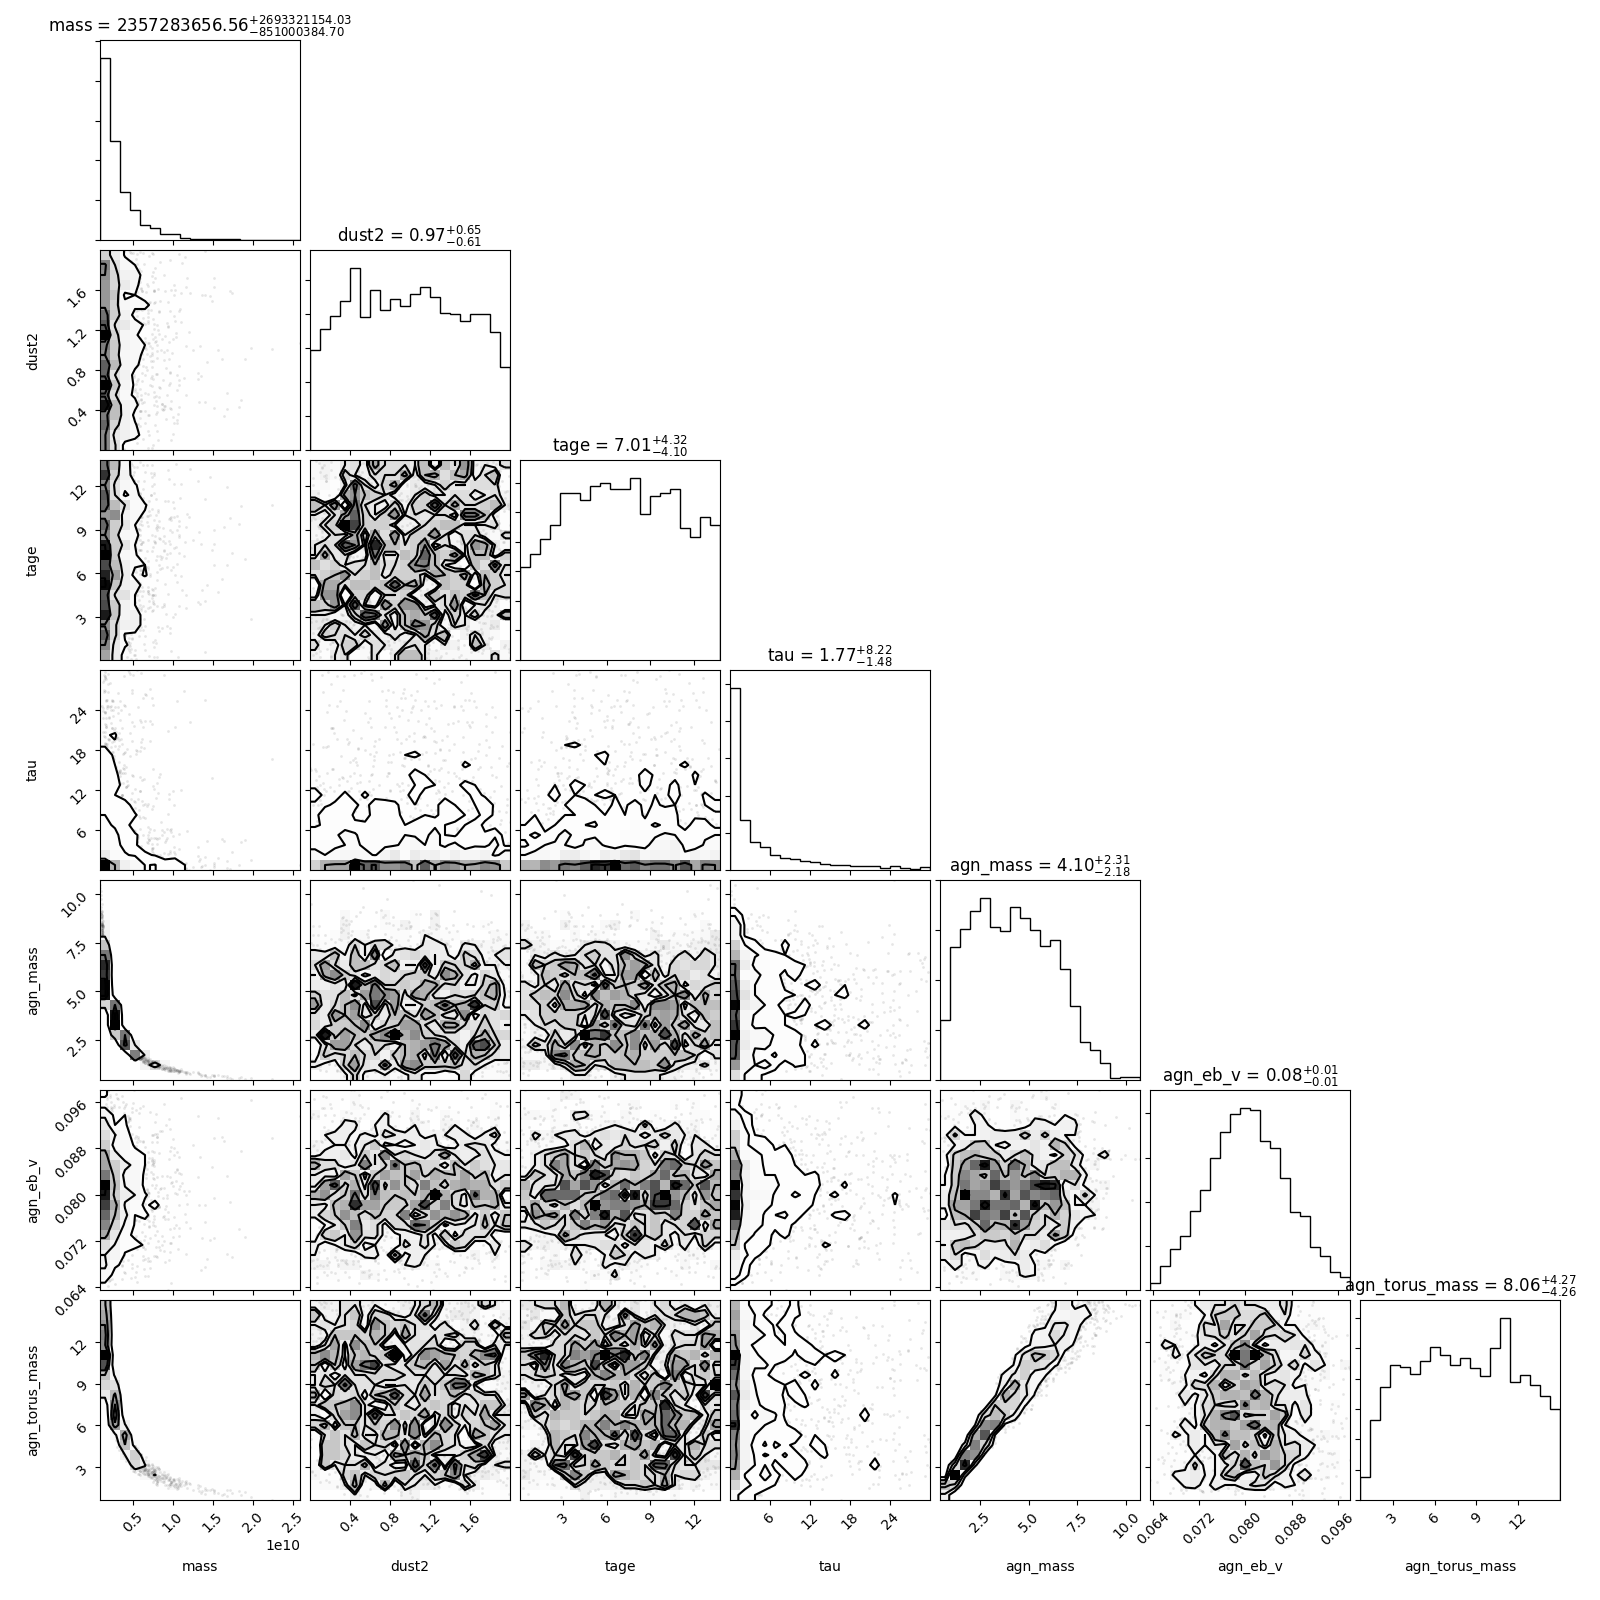 mass = 2357283656.56+2693321154.03−851000384.70
dust2 = 0.97+0.65−0.61
dust2
1.6
1.2
0.8
0.4
tage = 7.01+4.32−4.10
tage
12
9
6
3
tau = 1.77+8.22−1.48
tau
24
18
12
6
agn_mass = 4.10+2.31−2.18
agn_mass
10.0
7.5
5.0
2.5
agn_eb_v = 0.08+0.01−0.01
agn_eb_v
0.096
0.088
0.080
0.072
0.064
agn_torus_mass = 8.06+4.27−4.26
agn_torus_mass
12
9
6
3
0.5 1.0 1.5 2.0 2.5 0.4 0.8 1.2 1.6 3 6 9 12 6 12 18 24 2.5 5.0 7.5 10.0 0.064 0.072 0.080 0.088 0.096 3 6 9 12
1e10
mass dust2 tage tau agn_mass agn_eb_v agn_torus_mass